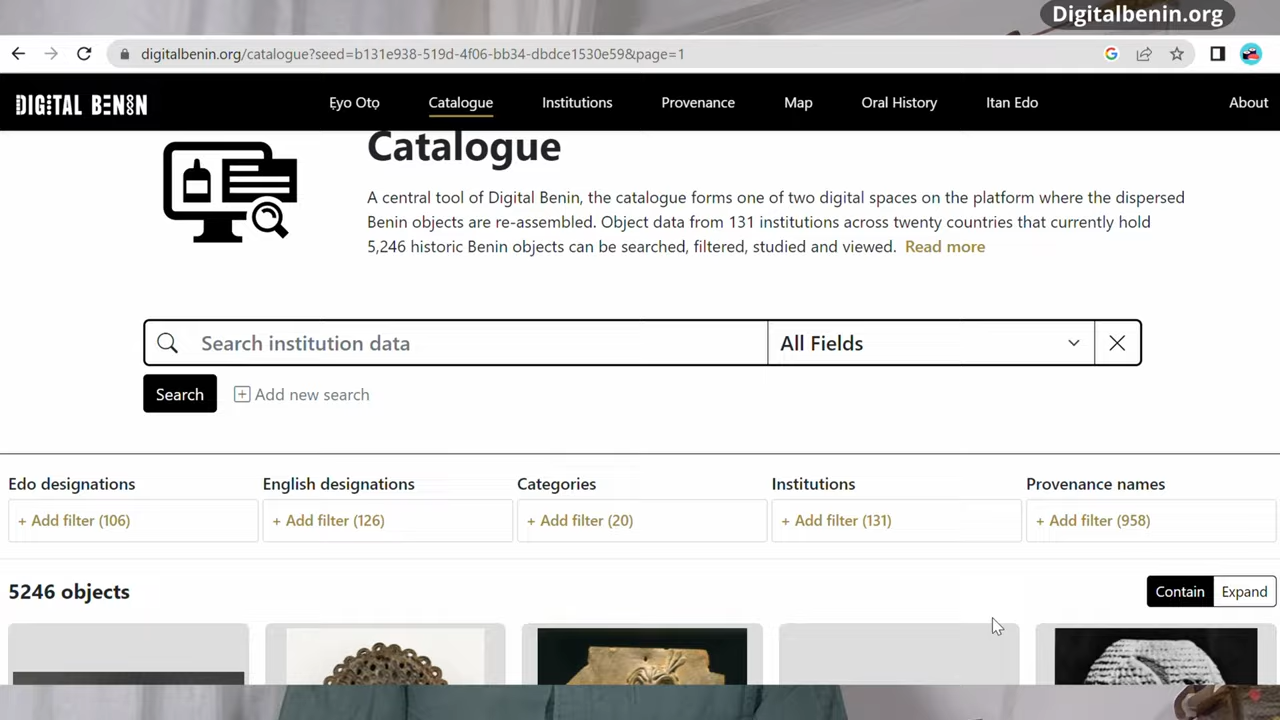 Digitalbenin.org
digitalbenin.org/catalogue?seed=b131e938-519d-4f06-bb34-dbdce1530e59&page=1
DIGITAL BENIN
Ẹyo Otọ
Catalogue
Institutions
Provenance
Map
Oral History
Itan Edo
About
Catalogue
A central tool of Digital Benin, the catalogue forms one of two digital spaces on the platform where the dispersed
Benin objects are re-assembled. Object data from 131 institutions across twenty countries that currently hold
5,246 historic Benin objects can be searched, filtered, studied and viewed. Read more
Search institution data
All Fields
Search
Add new search
Edo designations
English designations
Categories
Institutions
Provenance names
+ Add filter (106)
+ Add filter (126)
+ Add filter (20)
+ Add filter (131)
+ Add filter (958)
5246 objects
Contain
Expand